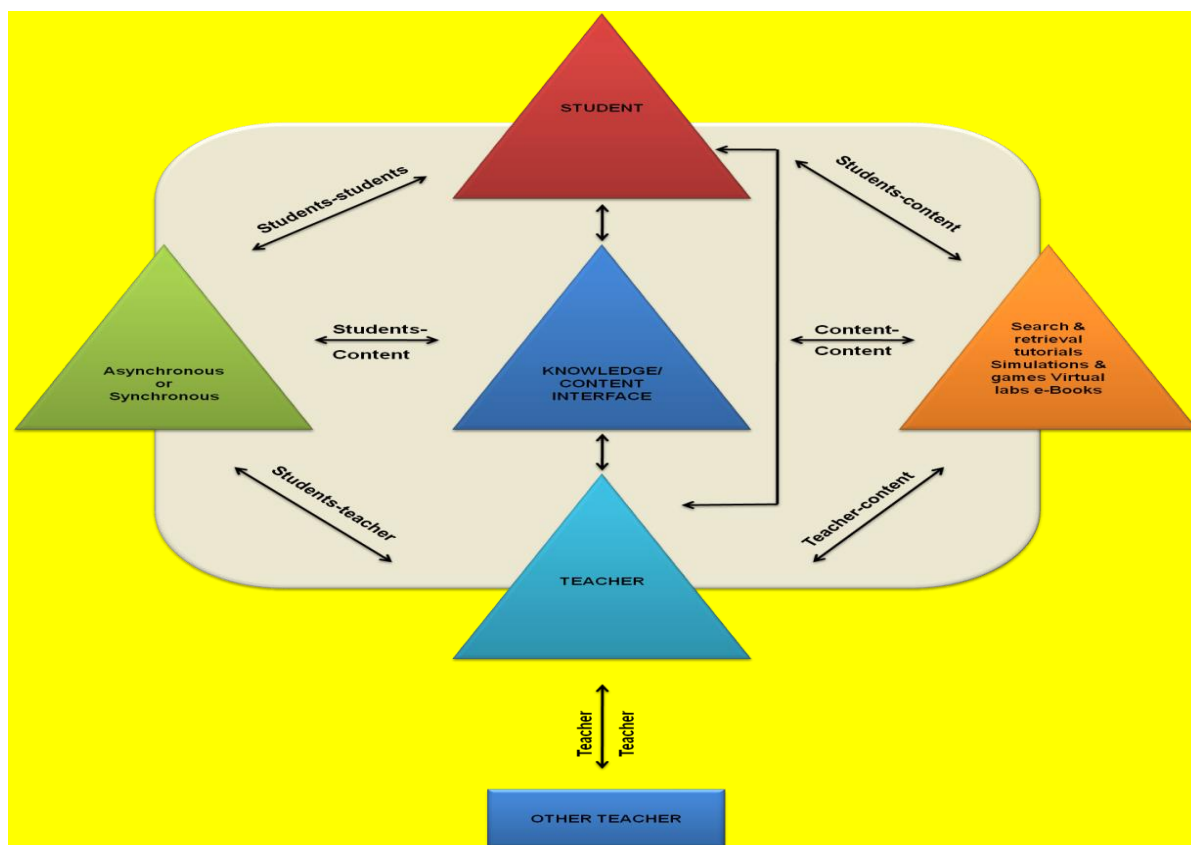 STUDENT
Students-students
Students-content
Asynchronous
or
Synchronous
Students-
Content
KNOWLEDGE/
CONTENT
INTERFACE
Content-
Content
Search &
retrieval
tutorials
Simulations &
games Virtual
labs e-Books
Students-teacher
Teacher-content
TEACHER
Teacher
Teacher
OTHER TEACHER